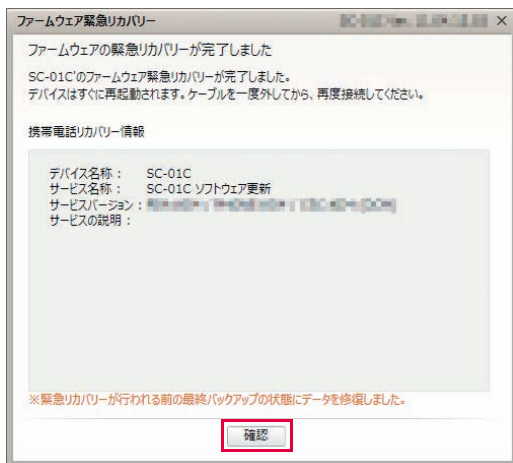 ファームウェア緊急リカバリー
ファームウェアの緊急リカバリーが完了しました
SC-01C'のファームウェア緊急リカバリーが完了しました。
デバイスはすぐに再起動されます。ケーブルを一度外してから、再度接続してください。
携帯電話リカバリー情報
デバイス名称： SC-01C
サービス名称： SC-01C ソフトウェア更新
サービスバージョン：
サービスの説明：
※緊急リカバリーが行われる前の最終バックアップの状態にデータを修復しました。
確認